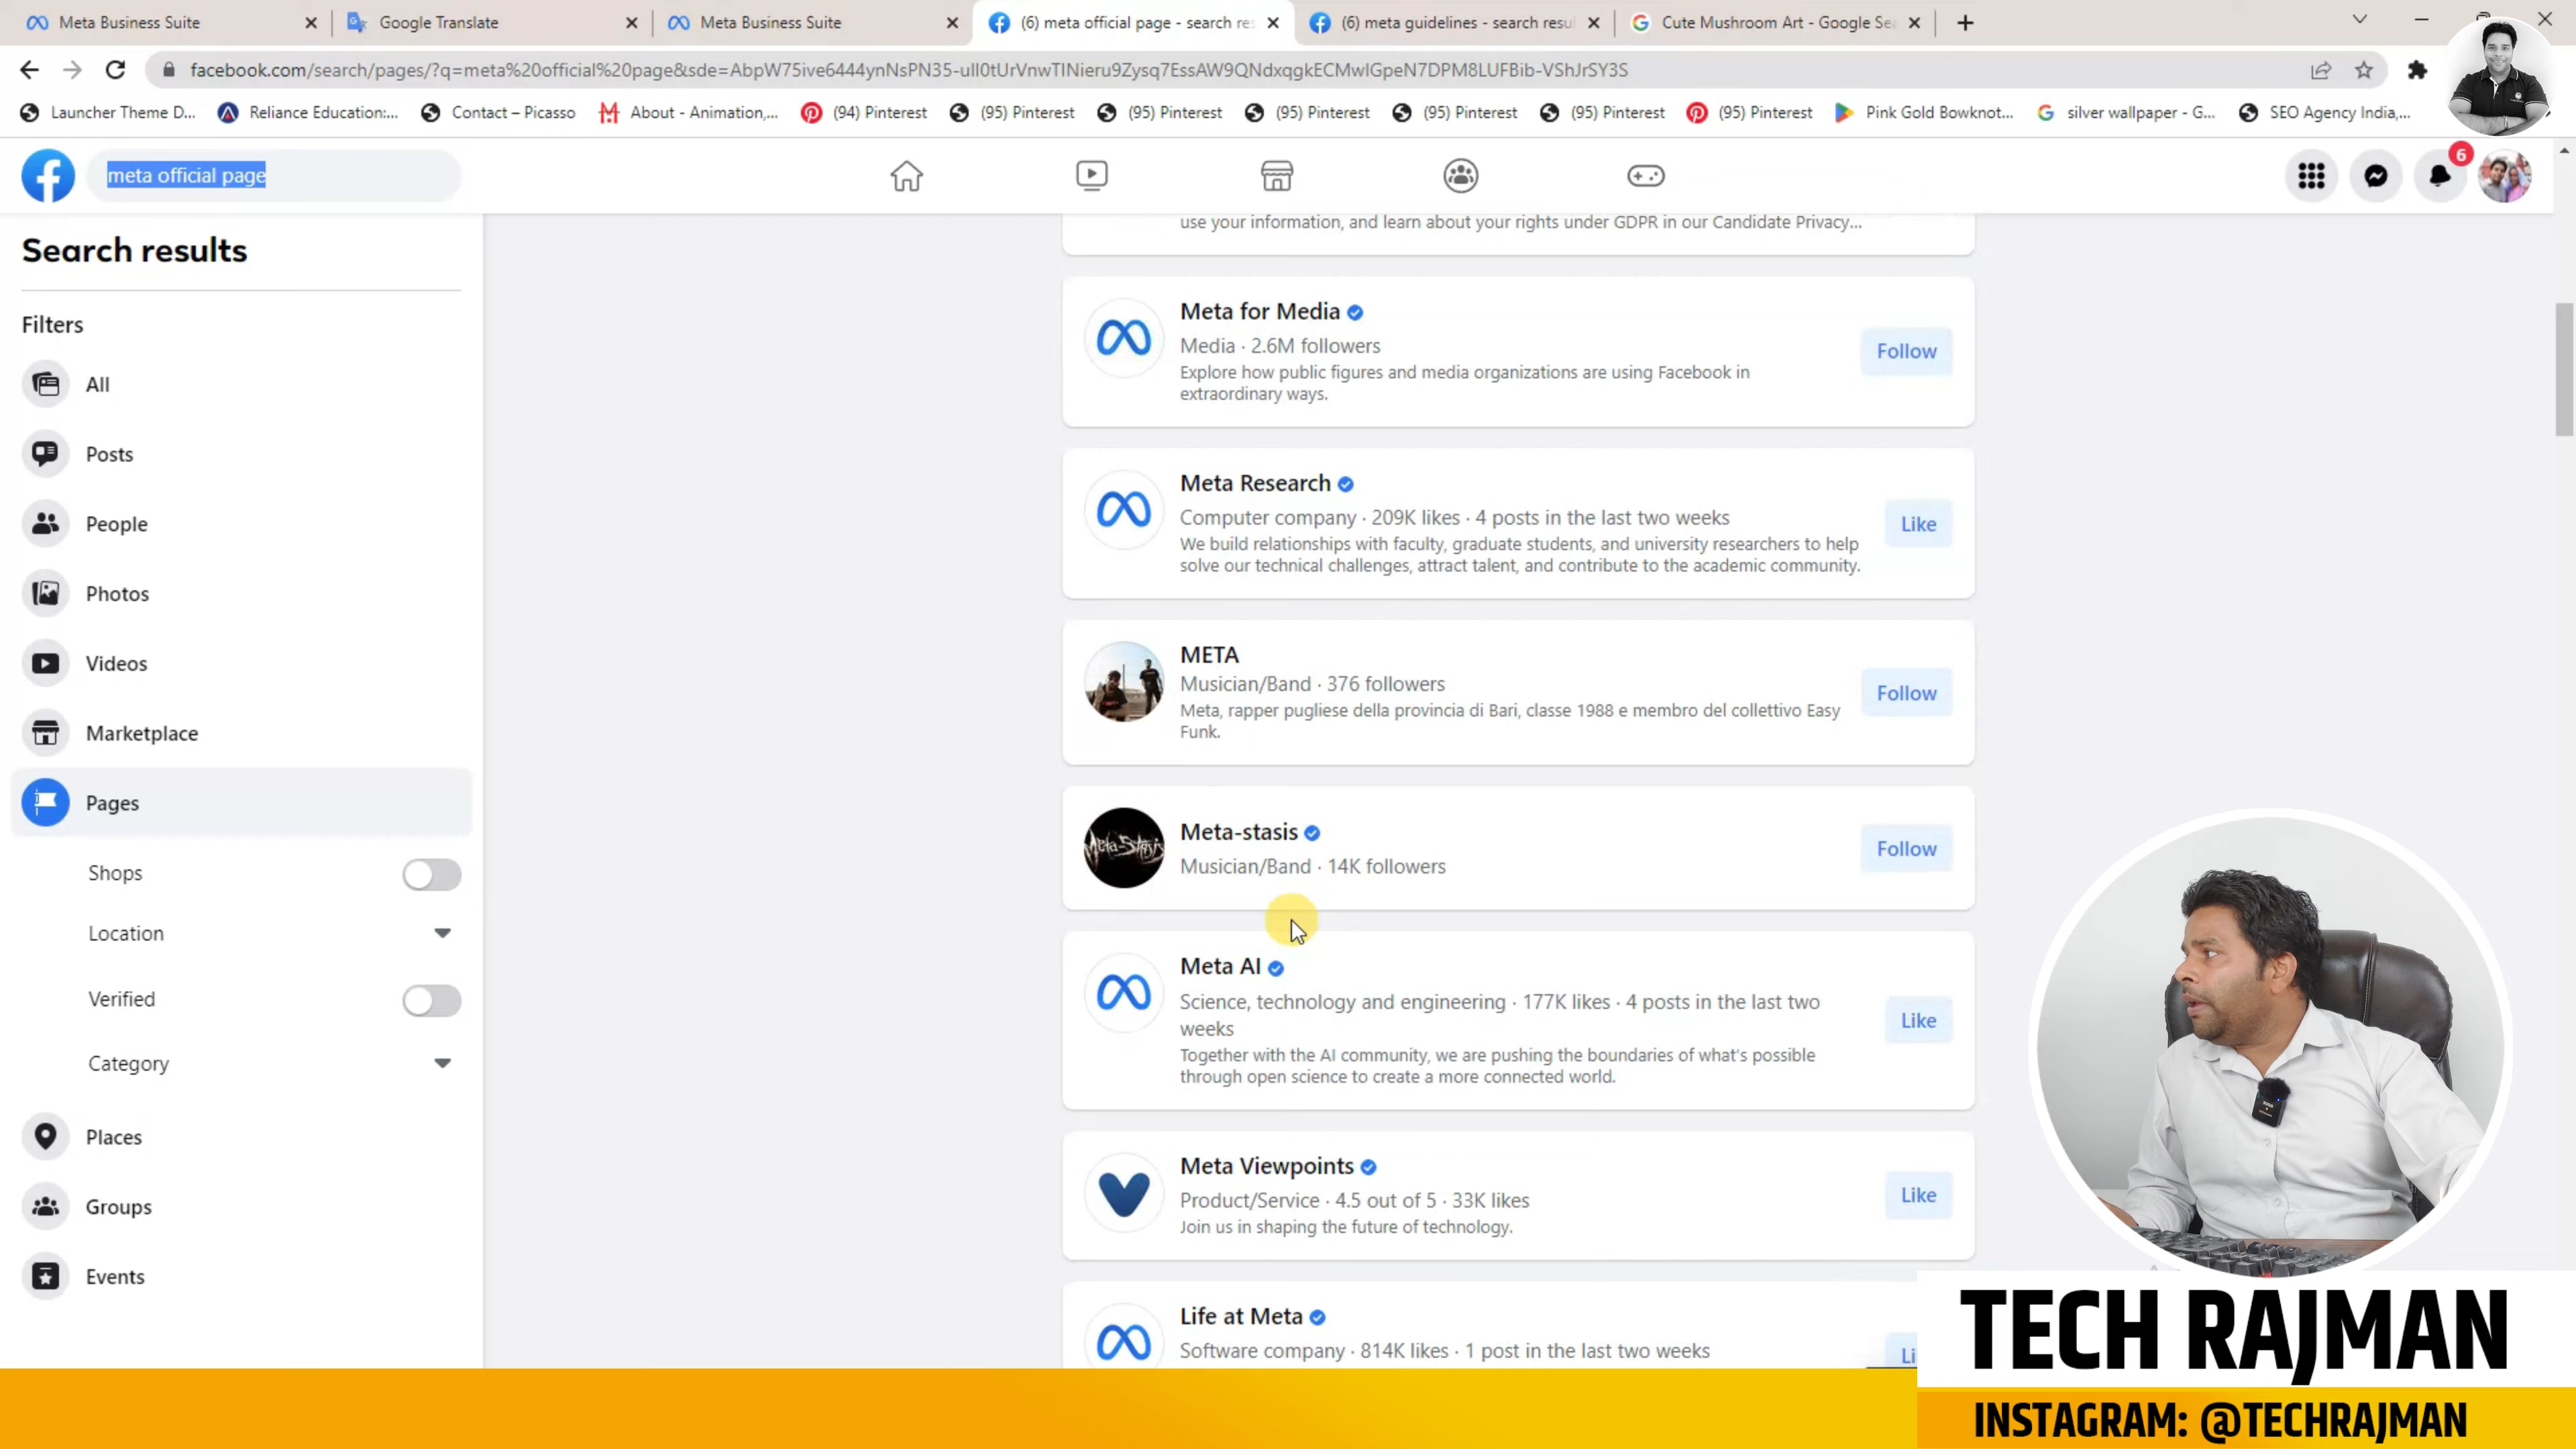 Meta Business Suite
Google Translate
Meta Business Suite
(6) meta official page - search res
(6) meta guidelines - search resul
Cute Mushroom Art - Google Sea
facebook.com/search/pages/?q=meta%20official%20page&sde=AbpW75ive6444ynNsPN35-ull0tUrVnwTINieru9Zysq7EssAW9QNdxqgkECMwlGpeN7DPM8LUFBib-VShJrSY3S
Launcher Theme D...
Reliance Education:...
Contact – Picasso
About - Animation,...
(94) Pinterest
(95) Pinterest
(95) Pinterest
(95) Pinterest
(95) Pinterest
(95) Pinterest
(95) Pinterest
Pink Gold Bowknot...
silver wallpaper - G...
SEO Agency India,...
meta official page
6
Search results
Filters
All
Posts
People
Photos
Videos
Marketplace
Pages
Shops
Location
Verified
Category
Places
Groups
Events
use your information, and learn about your rights under GDPR in our Candidate Privacy...
Meta for Media
Media · 2.6M followers
Explore how public figures and media organizations are using Facebook in
extraordinary ways.
Follow
Meta Research
Computer company · 209K likes · 4 posts in the last two weeks
We build relationships with faculty, graduate students, and university researchers to help
solve our technical challenges, attract talent, and contribute to the academic community.
Like
META
Musician/Band · 376 followers
Meta, rapper pugliese della provincia di Bari, classe 1988 e membro del collettivo Easy
Funk.
Follow
Meta-Stasis
Meta-stasis
Musician/Band · 14K followers
Follow
Meta AI
Science, technology and engineering · 177K likes · 4 posts in the last two
weeks
Together with the AI community, we are pushing the boundaries of what's possible
through open science to create a more connected world.
Like
Meta Viewpoints
Product/Service · 4.5 out of 5 · 33K likes
Join us in shaping the future of technology.
Like
Life at Meta
Software company · 814K likes · 1 post in the last two weeks
Li
TECH RAJMAN
INSTAGRAM: @TECHRAJMAN